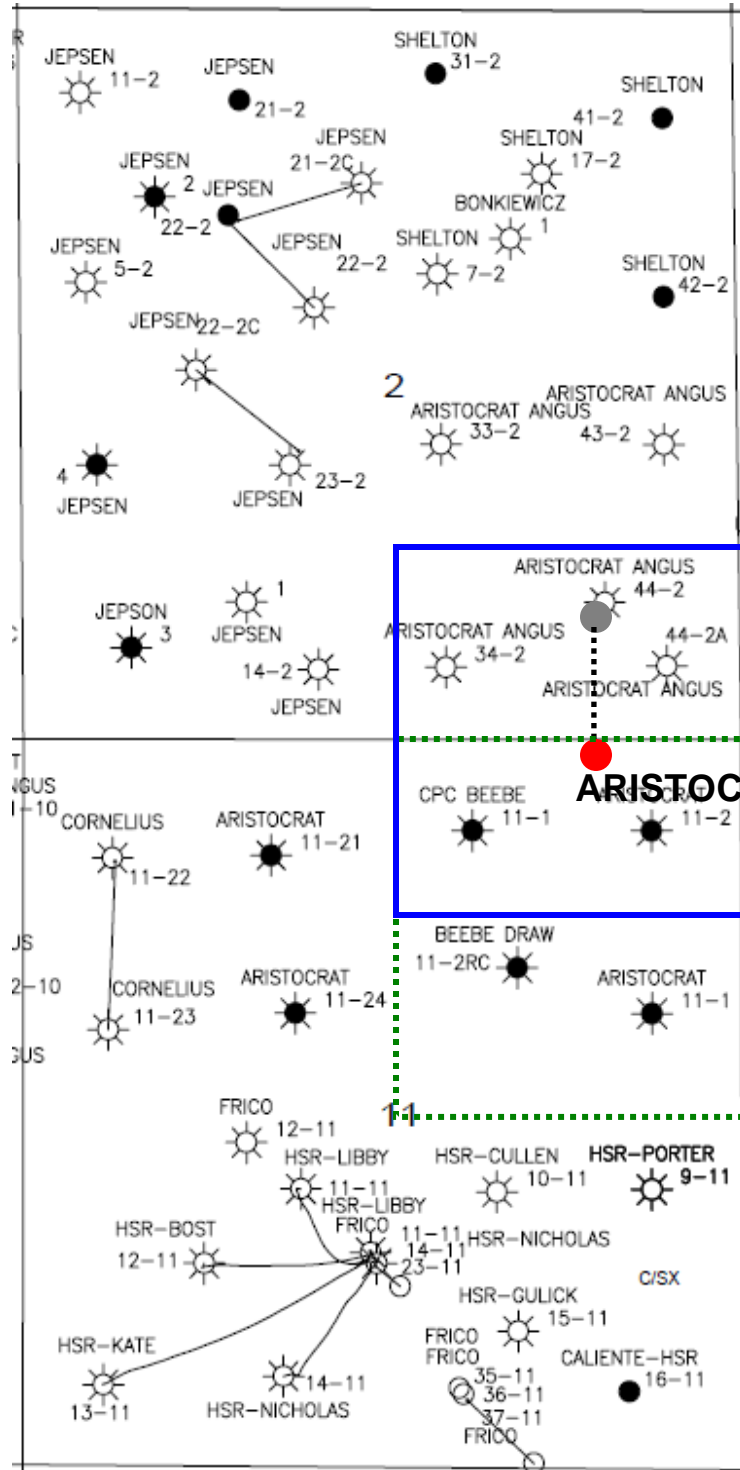 R
JEPSEN
11-2
JEPSEN
21-2
SHELTON
31-2
SHELTON
41-2
JEPSEN
21-2C
SHELTON
17-2
JEPSEN
2
JEPSEN
22-2
BONKIEWICZ
1
JEPSEN
22-2
SHELTON
7-2
JEPSEN
5-2
SHELTON
42-2
JEPSEN
22-2C
2
ARISTOCRAT ANGUS
33-2
ARISTOCRAT ANGUS
43-2
4
JEPSEN
23-2
JEPSEN
ARISTOCRAT ANGUS
44-2
1
JEPSEN
JEPSON
3
C
ARISTOCRAT ANGUS
34-2
44-2A
ARISTOCRAT ANGUS
14-2
JEPSEN
T
NGUS
1-10
ARISTOC
CPC BEEBE
11-1
ARISTOCRAT
11-2
CORNELIUS
11-22
ARISTOCRAT
11-21
US
2-10
BEEBE DRAW
11-2RC
CORNELIUS
11-23
ARISTOCRAT
11-24
ARISTOCRAT
11-1
GUS
11
FRICO
12-11
HSR-LIBBY
11-11
HSR-CULLEN
10-11
HSR-PORTER
9-11
HSR-LIBBY
FRICO
11-11
14-11
23-11
HSR-NICHOLAS
HSR-BOST
12-11
C/SX
HSR-GULICK
15-11
HSR-KATE
13-11
14-11
HSR-NICHOLAS
FRICO
FRICO
35-11
36-11
37-11
FRICO
CALIENTE-HSR
16-11